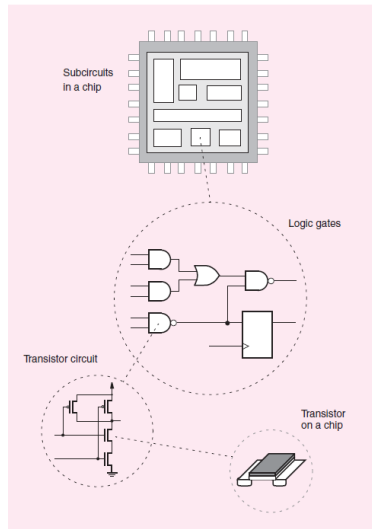 Subcircuits
in a chip
Logic gates
Transistor circuit
Transistor
on a chip